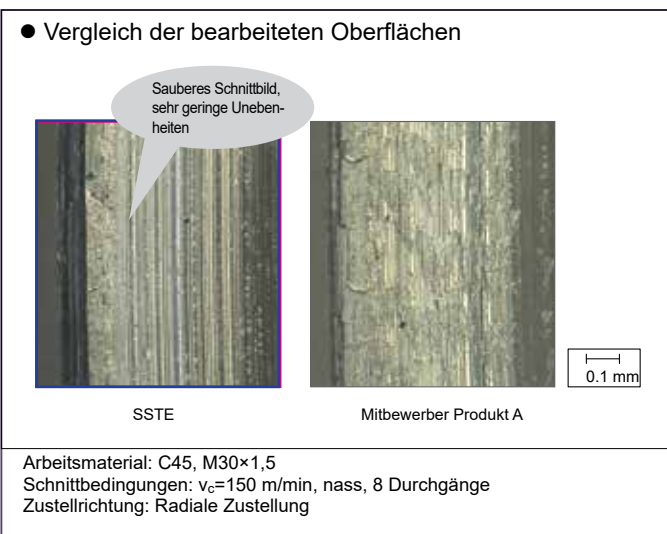 ● Vergleich der bearbeiteten Oberflächen
Sauberes Schnittbild,
sehr geringe Uneben-
heiten
0.1 mm
SSTE
Mitbewerber Produkt A
Arbeitsmaterial: C45, M30×1,5
Schnittbedingungen: vc=150 m/min, nass, 8 Durchgänge
Zustellrichtung: Radiale Zustellung